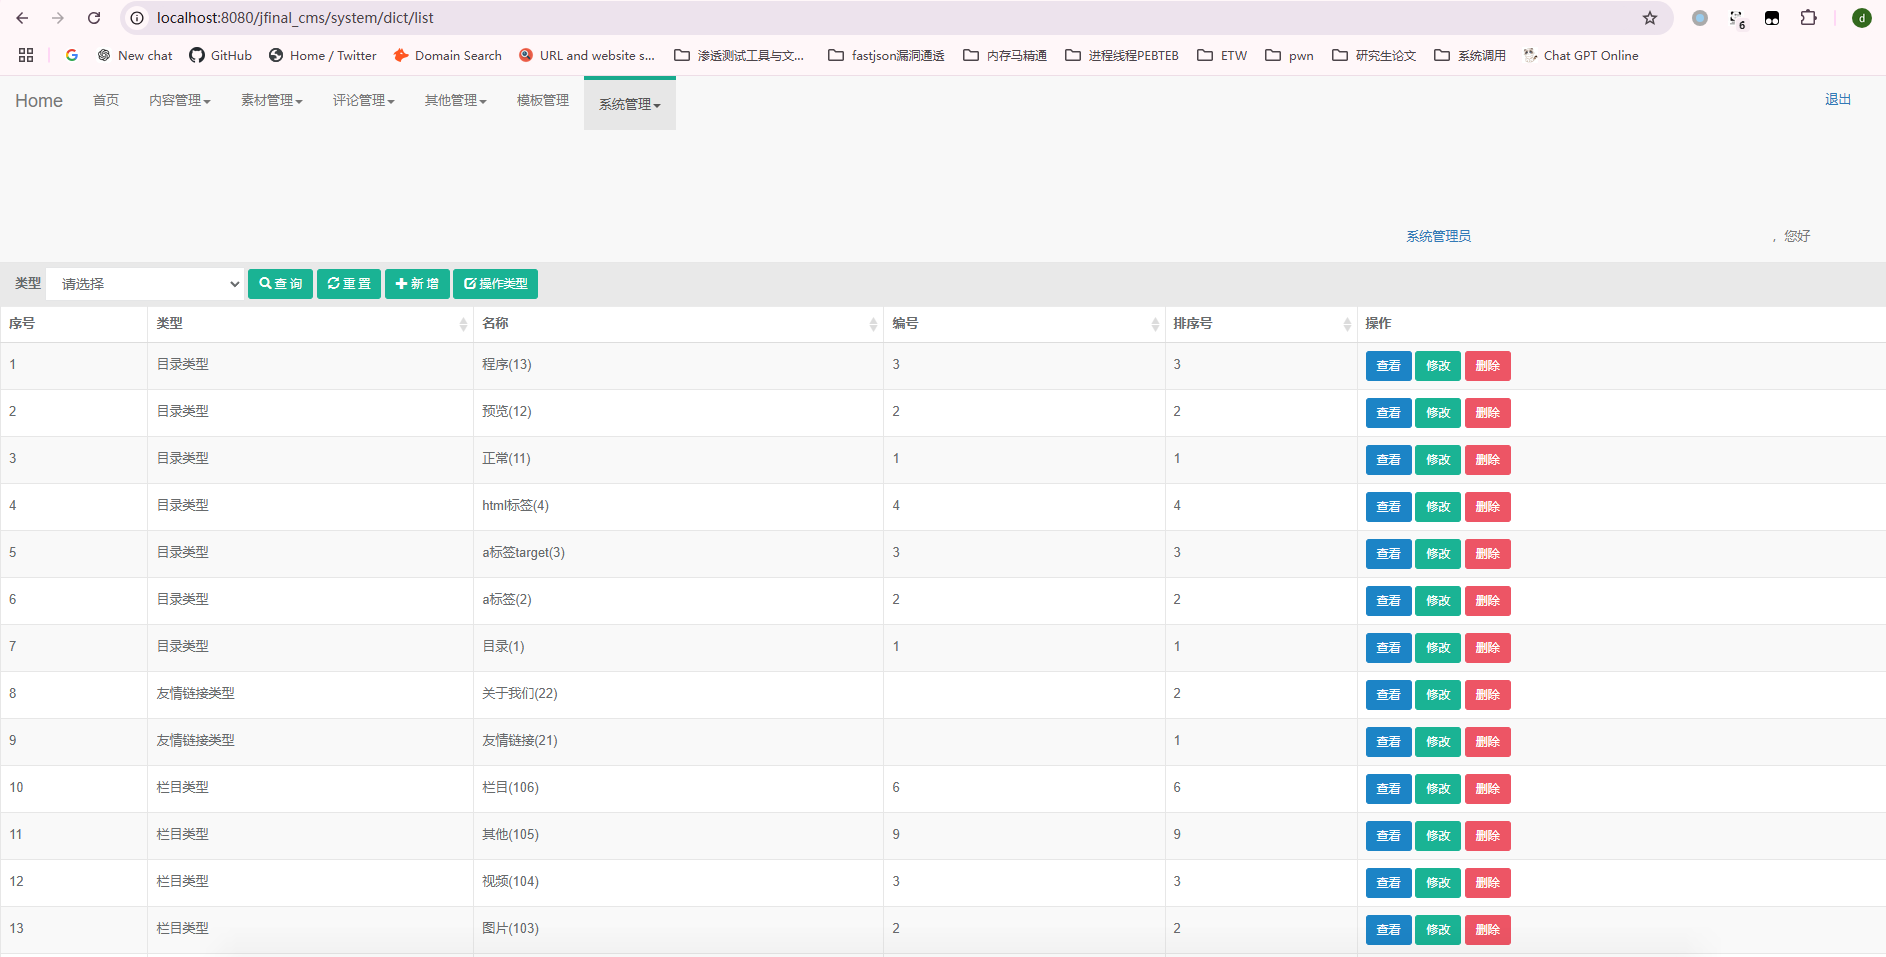 localhost:8080/jfinal_cms/system/dict/list
6
d
New chat
GitHub
Home / Twitter
Domain Search
URL and website s...
渗透测试工具与文...
fastjson漏洞通透
内存马精通
进程线程PEBTEB
ETW
pwn
研究生论文
系统调用
Chat GPT Online
Home 首页 内容管理 素材管理 评论管理 其他管理 模板管理 系统管理 退出
系统管理员 , 您好
类型 请选择 查询 重置 新增 操作类型
序号 类型 名称 编号 排序号 操作
1 目录类型 程序(13) 3 3 查看 修改 删除
2 目录类型 预览(12) 2 2 查看 修改 删除
3 目录类型 正常(11) 1 1 查看 修改 删除
4 目录类型 html标签(4) 4 4 查看 修改 删除
5 目录类型 a标签target(3) 3 3 查看 修改 删除
6 目录类型 a标签(2) 2 2 查看 修改 删除
7 目录类型 目录(1) 1 1 查看 修改 删除
8 友情链接类型 关于我们(22) 2 查看 修改 删除
9 友情链接类型 友情链接(21) 1 查看 修改 删除
10 栏目类型 栏目(106) 6 6 查看 修改 删除
11 栏目类型 其他(105) 9 9 查看 修改 删除
12 栏目类型 视频(104) 3 3 查看 修改 删除
13 栏目类型 图片(103) 2 2 查看 修改 删除